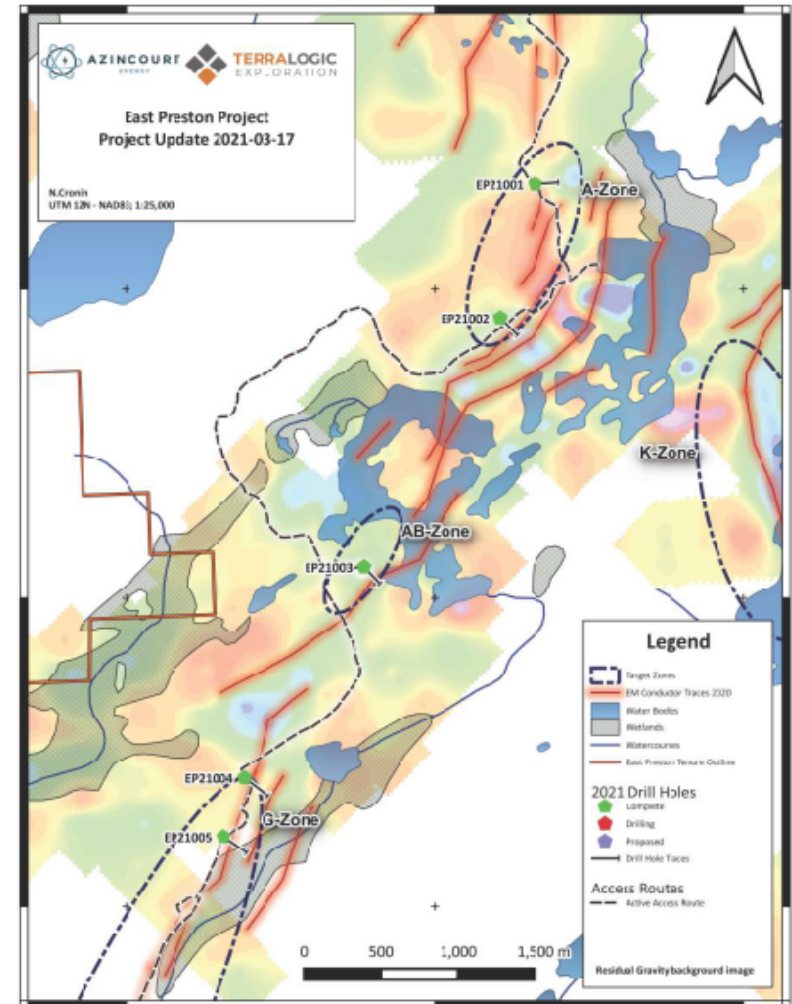 AZINCOURT
ENERGY
TERRALOGIC
EXPLORATION
East Preston Project
Project Update 2021-03-17
N.Cronin
UTM 12N - NAD83; 1:25,000
EP21001
A-Zone
EP21002
K-Zone
AB-Zone
EP21003
EP21004
G-Zone
EP21005
Legend
Target Zones
EM Conductor Traces 2020
Water Bodies
Wetlands
Watercourses
East Preston Tenure Outline
2021 Drill Holes
Complete
Drilling
Proposed
Drill Hole Traces
Access Routes
Active Access Route
0 500 1,000 1,500 m
Residual Gravity background image